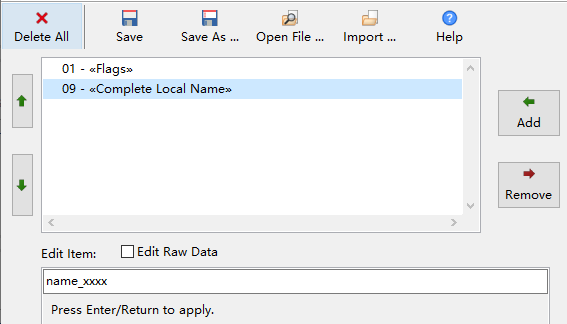 Delete All Save Save As ... Open File ... Import ... Help
01 - «Flags»
09 - «Complete Local Name»
Add
Remove
Edit Item: Edit Raw Data
name_xxxx
Press Enter/Return to apply.